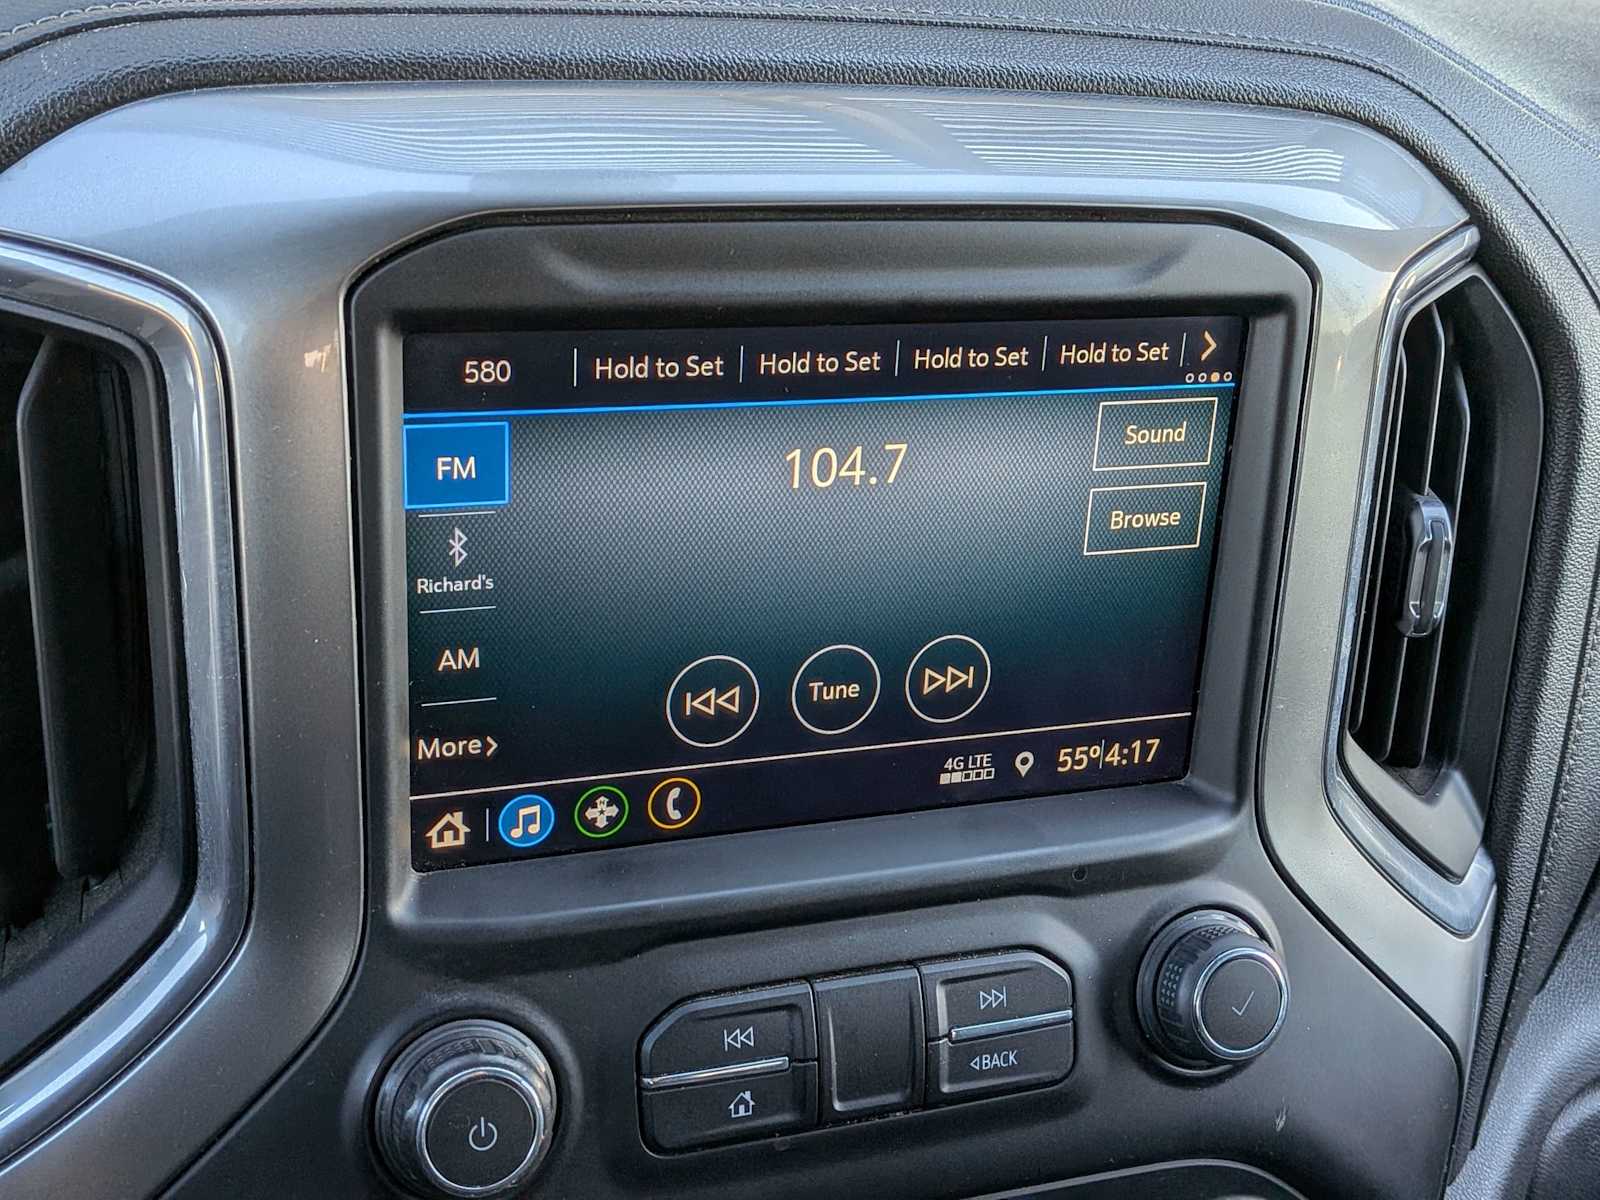 580
Hold to Set
Hold to Set
Hold to Set
Hold to Set
FM
104.7
Sound
Browse
Richard's
AM
Tune
More
4G LTE
55º
4:17
BACK